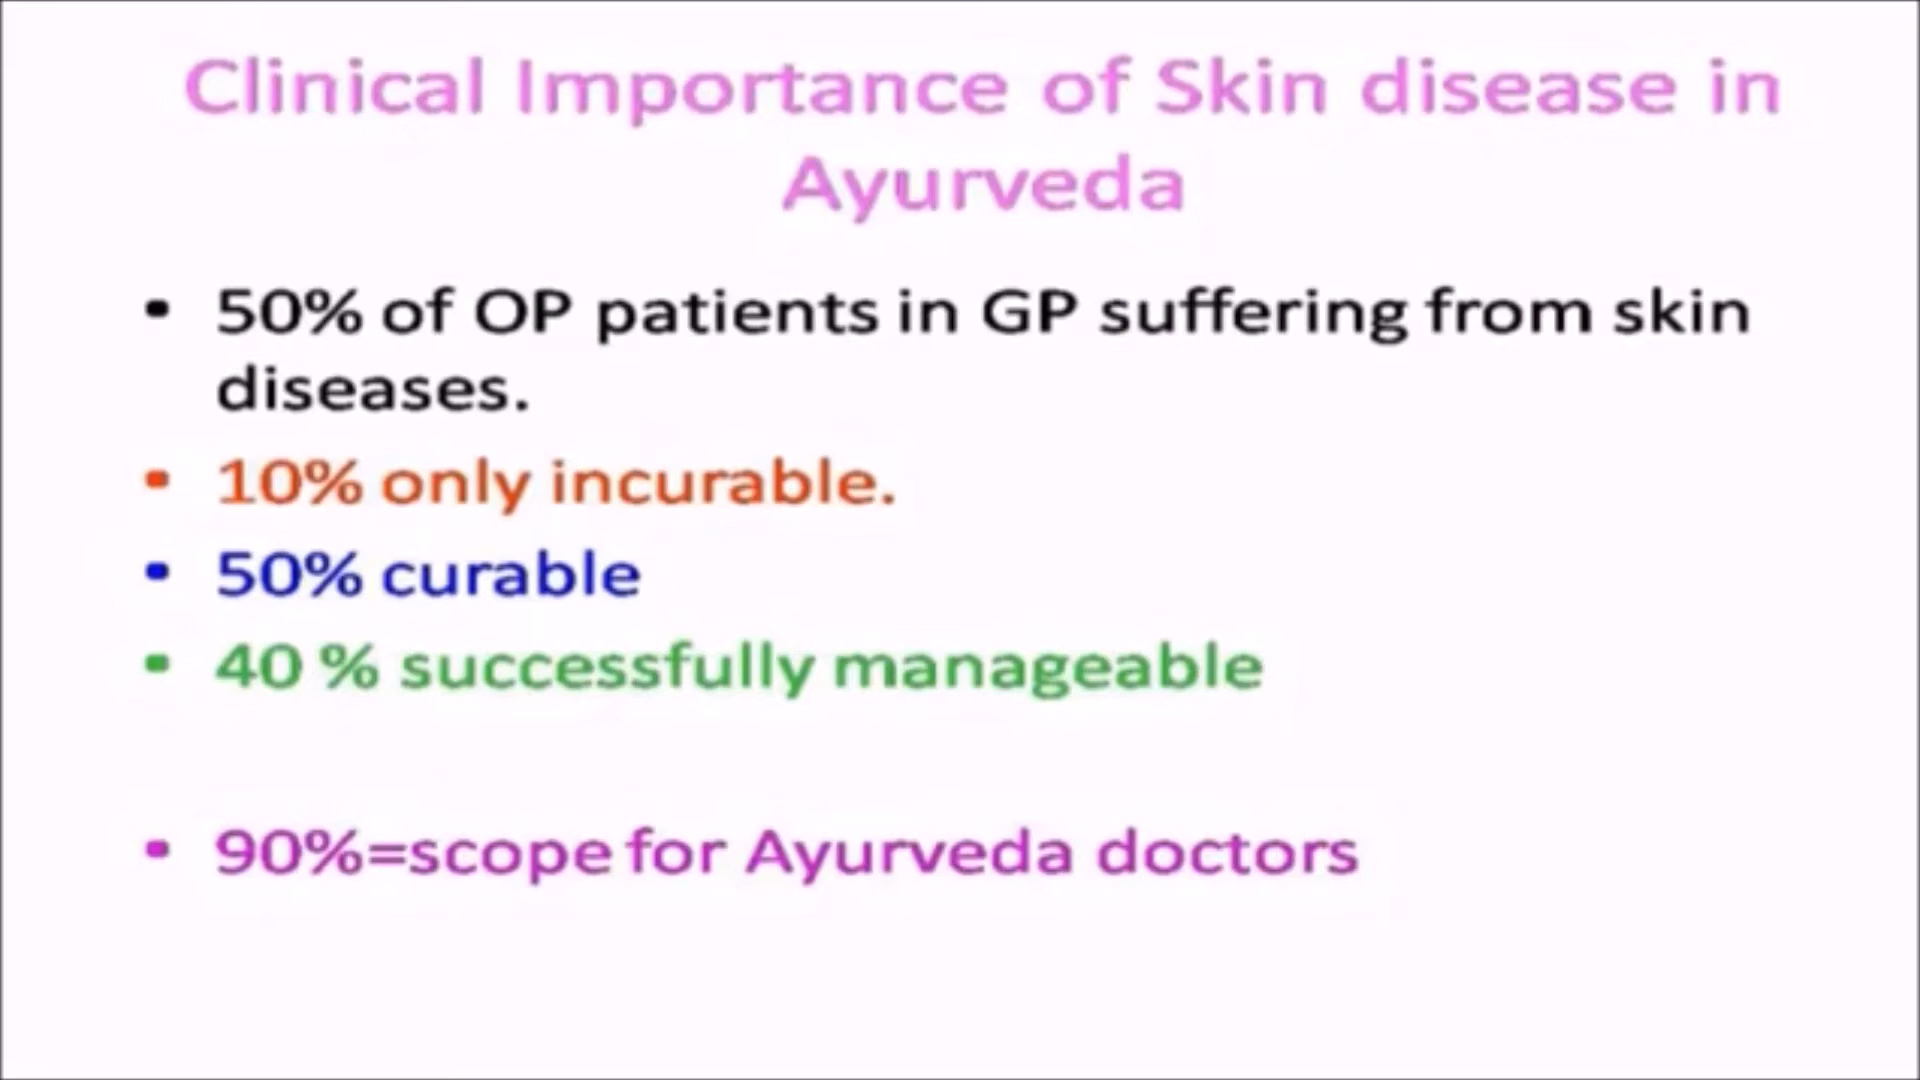 Clinical Importance of Skin disease in
Ayurveda
• 50% of OP patients in GP suffering from skin
diseases.
• 10% only incurable.
• 50% curable
• 40 % successfully manageable
• 90%=scope for Ayurveda doctors